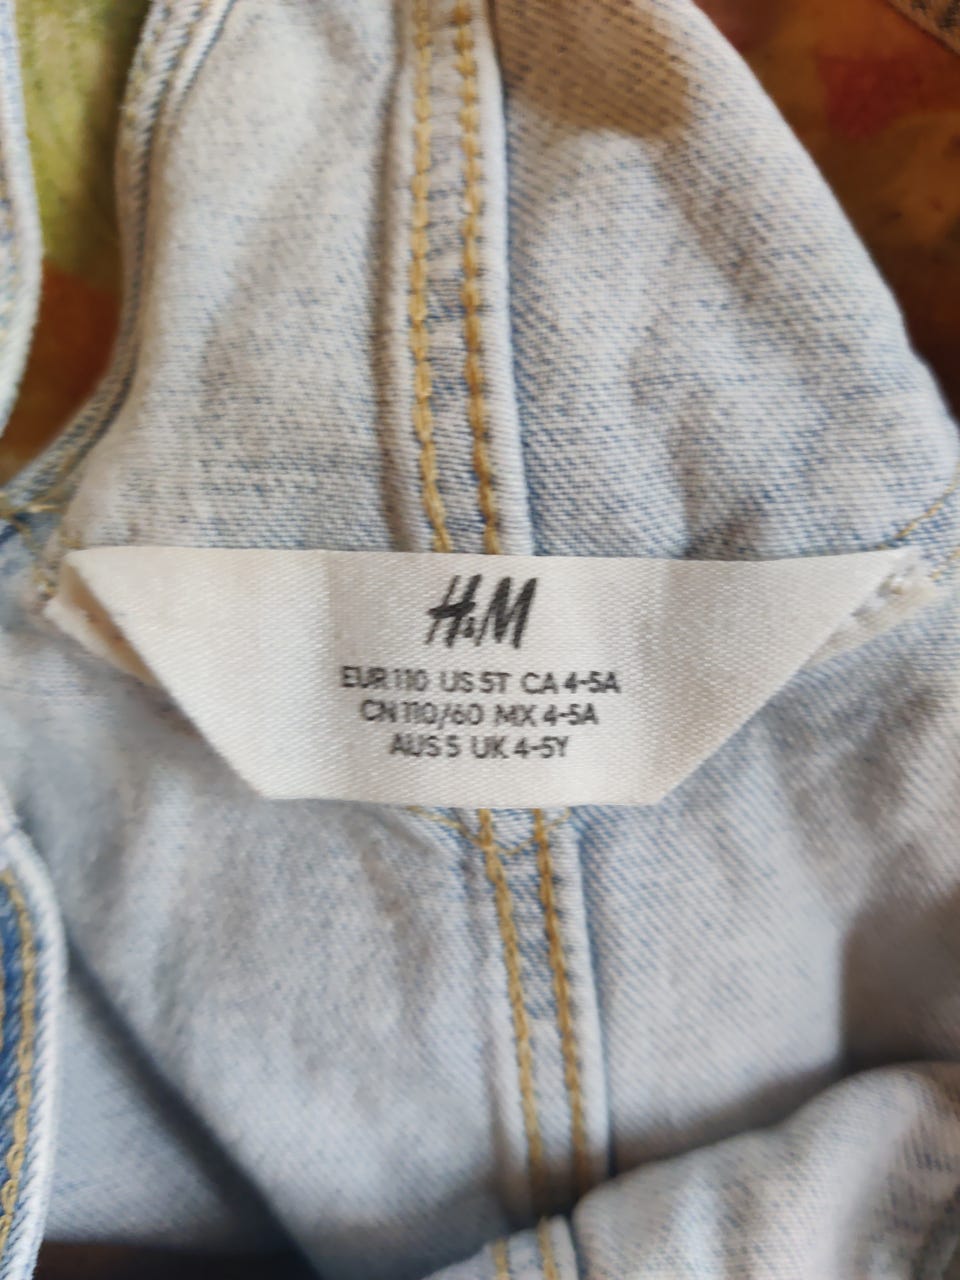 H&M
EUR 110 US 5T CA 4-5A
CN 110/60 MX 4-5A
AUS 5 UK 4-5Y